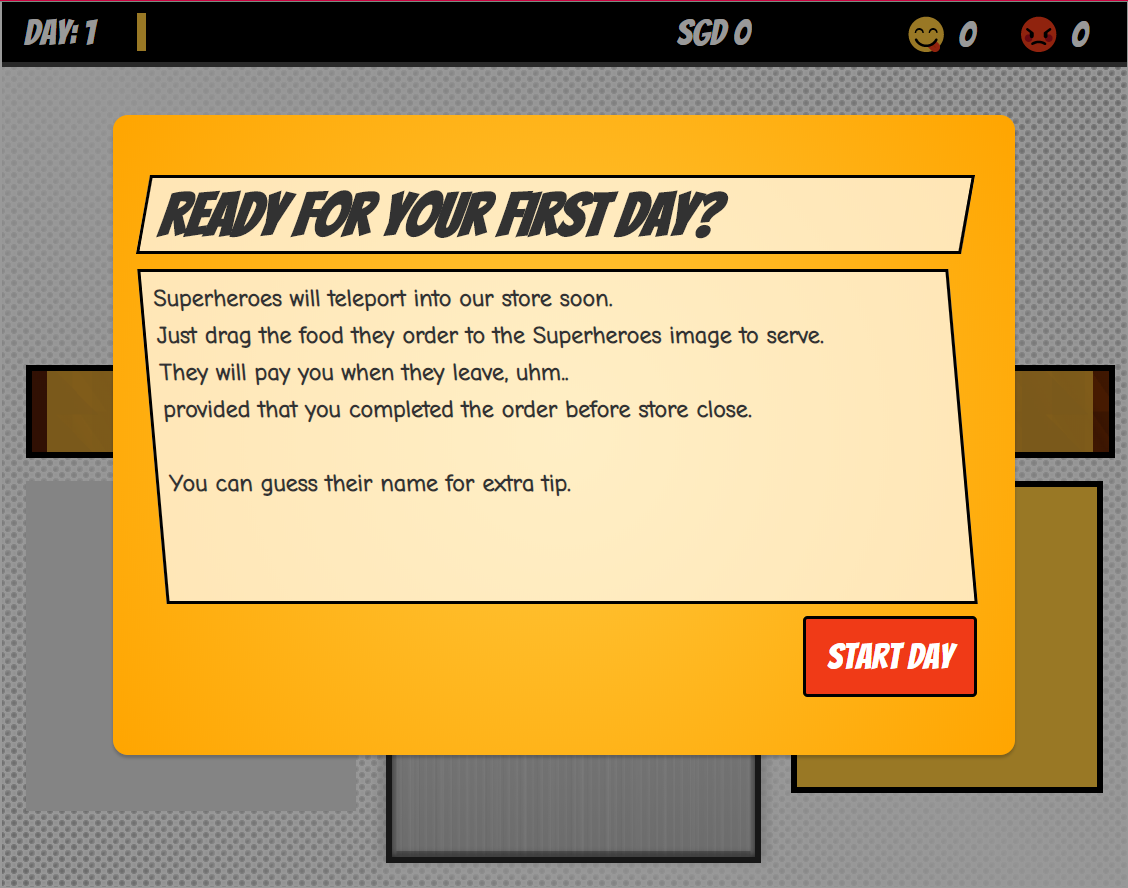 DAY: 1
SGD 0
0
0
READY FOR YOUR FIRST DAY?
Superheroes will teleport into our store soon.
Just drag the food they order to the Superheroes image to serve.
They will pay you when they leave, uhm..
provided that you completed the order before store close.
You can guess their name for extra tip.
START DAY